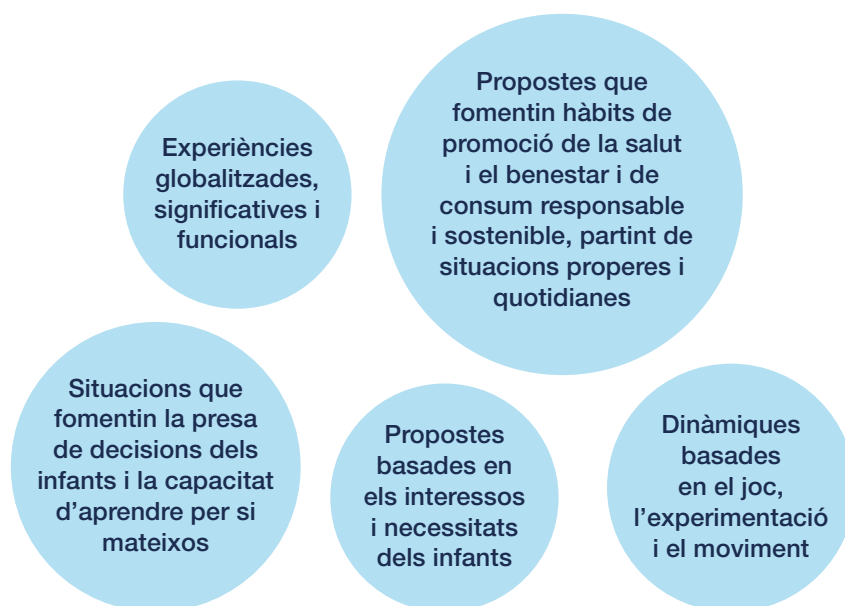 Experiències
globalitzades,
significatives i
funcionals
Propostes que
fomentin hàbits de
promoció de la salut
i el benestar i de
consum responsable
i sostenible, partint de
situacions properes i
quotidianes
Situacions que
fomentin la presa
de decisions dels
infants i la capacitat
d’aprendre per si
mateixos
Propostes
basades en
els interessos
i necessitats
dels infants
Dinàmiques
basades
en el joc,
l’experimentació
i el moviment